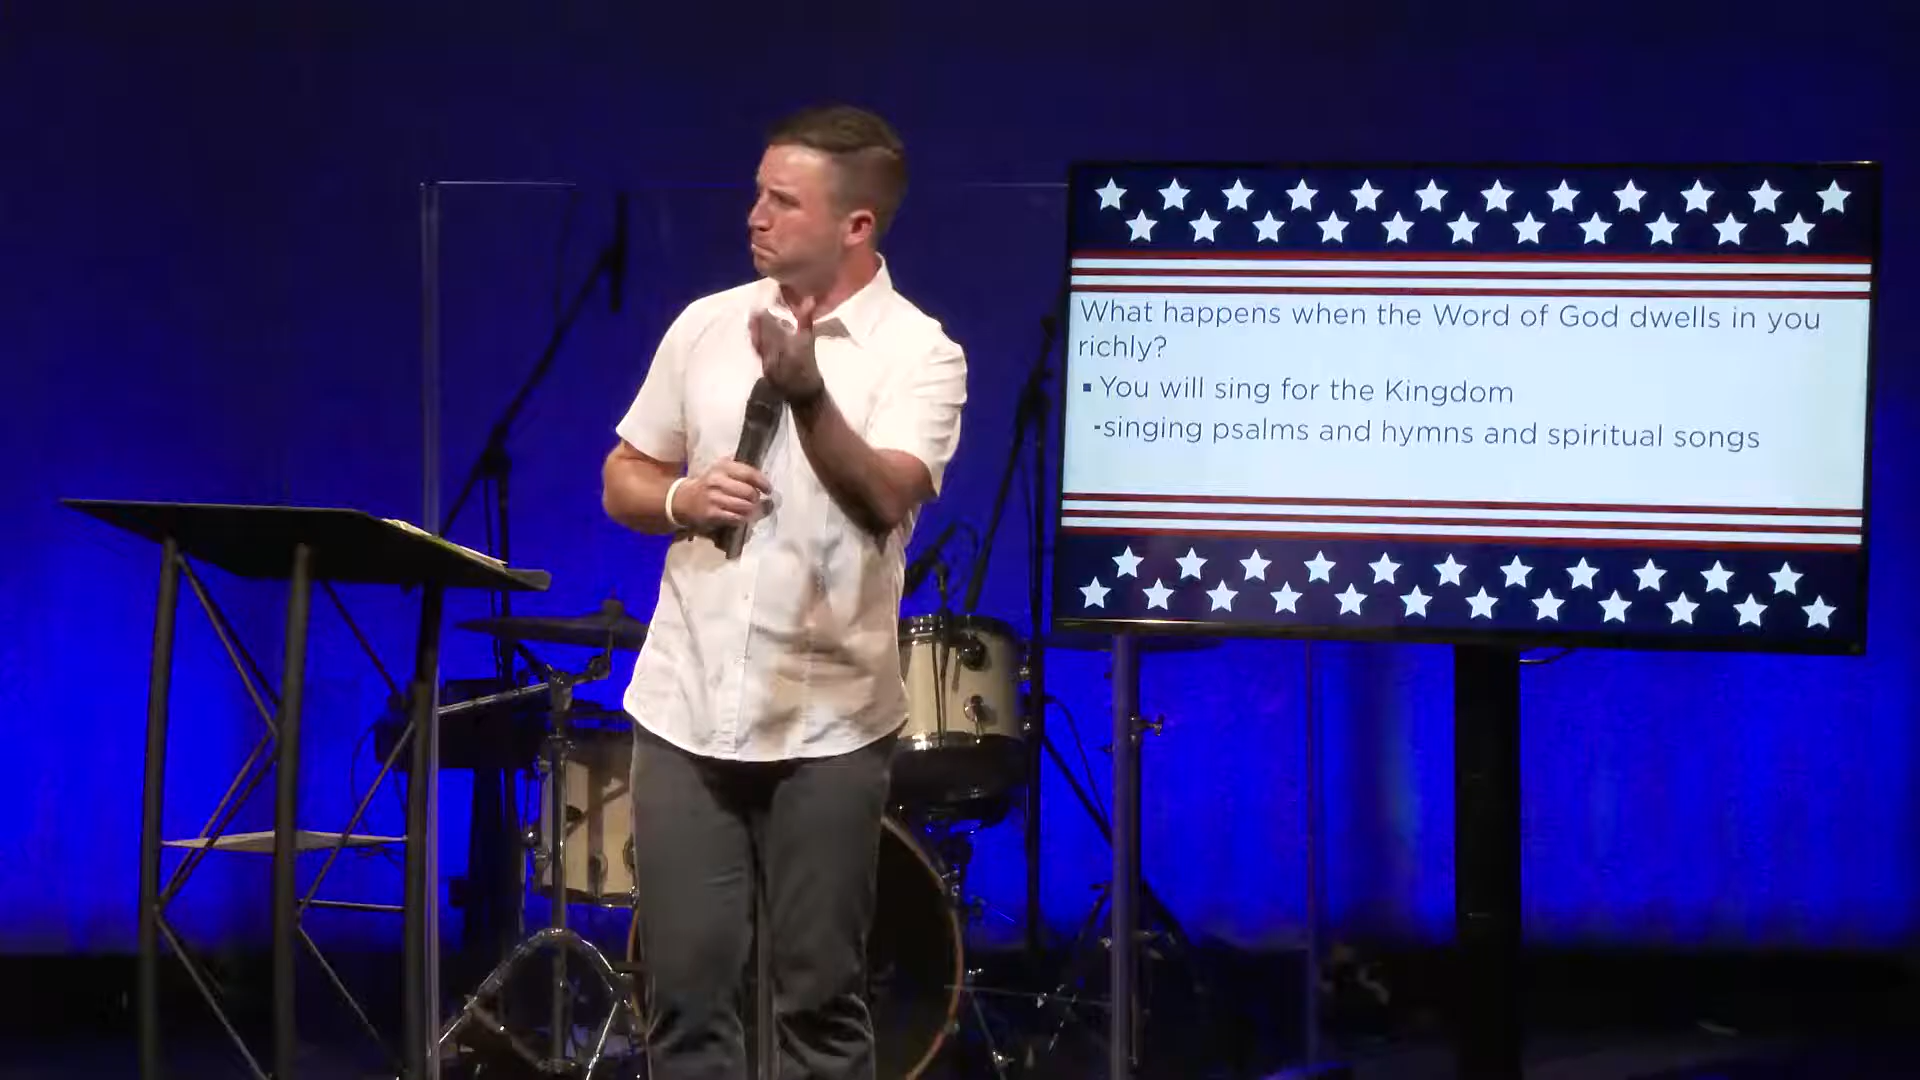 What happens when the Word of God dwells in you
richly?
▪ You will sing for the Kingdom
-singing psalms and hymns and spiritual songs